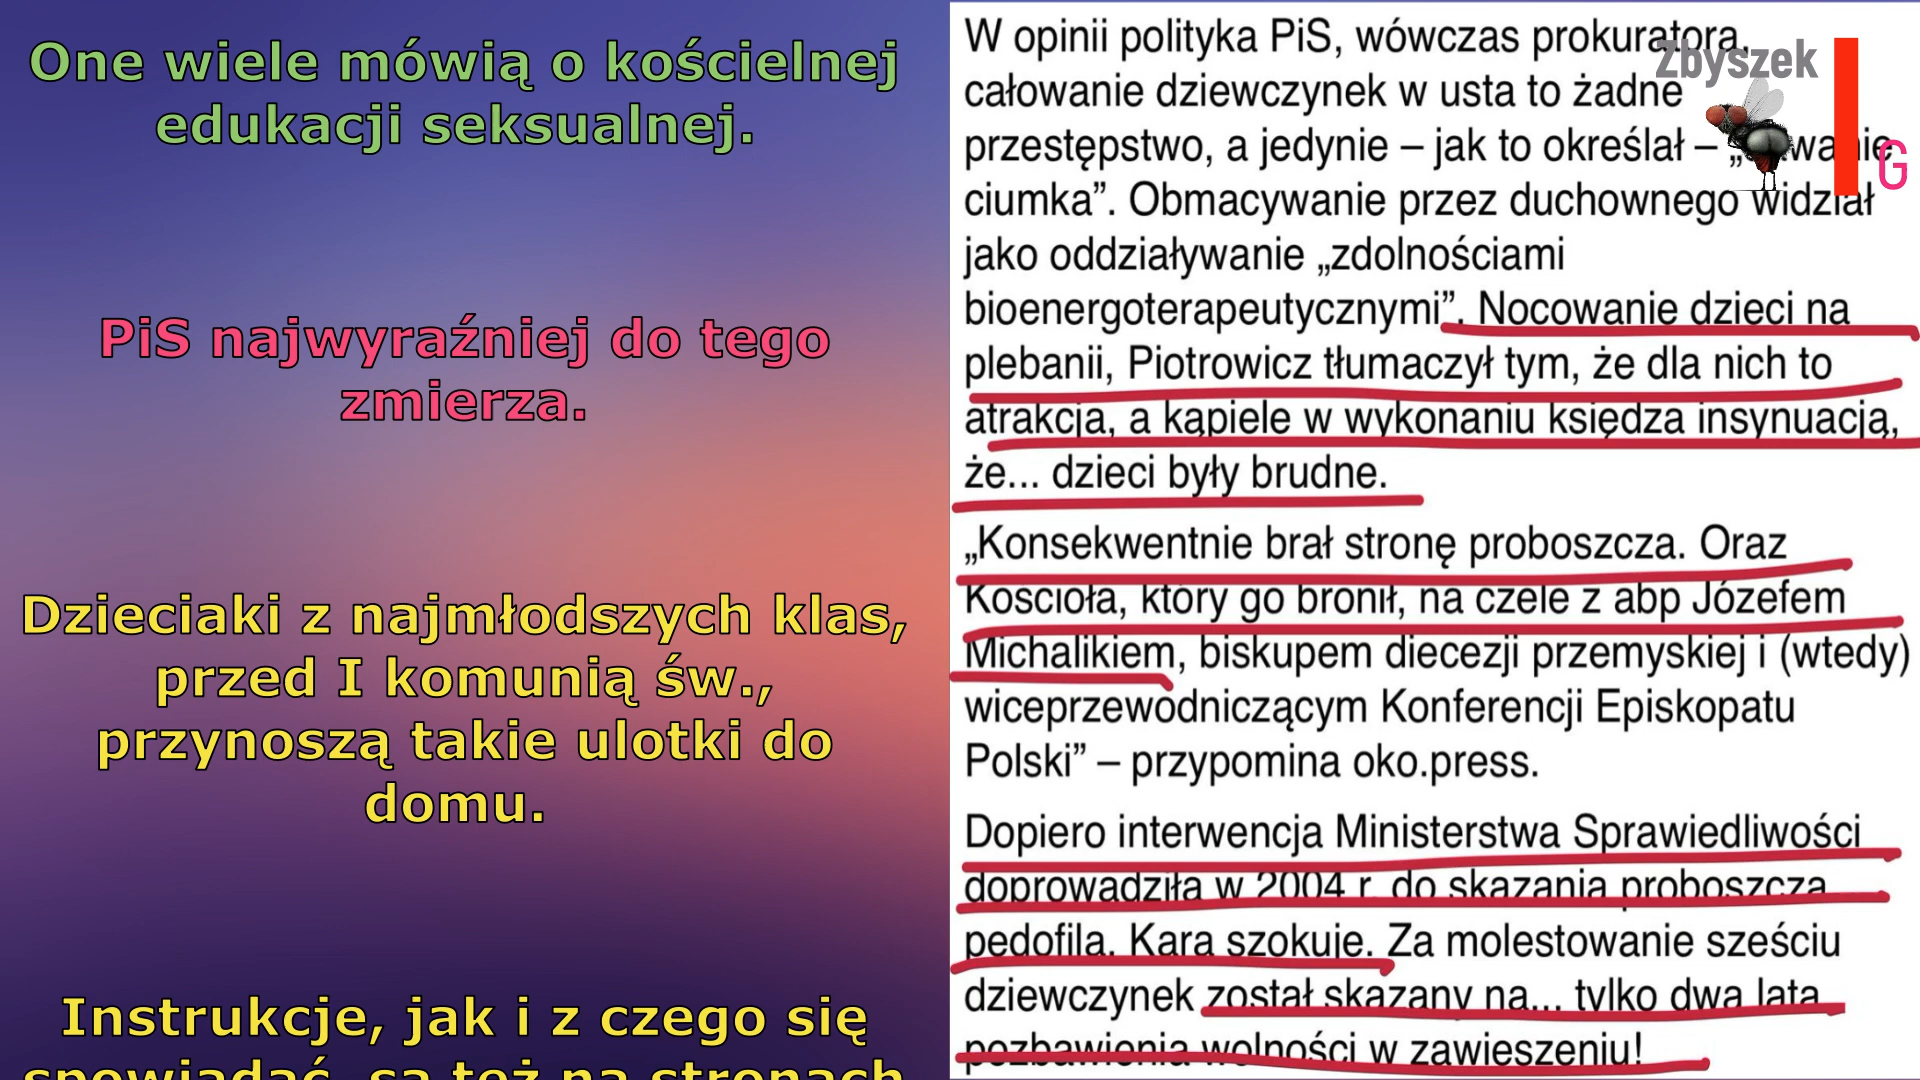 One wiele mówią o kościelnej
edukacji seksualnej.
PiS najwyraźniej do tego
zmierza.
Dzieciaki z najmłodszych klas,
przed I komunią św.,
przynoszą takie ulotki do
domu.
Instrukcje, jak i z czego się
spowiadać, są też na stronach
W opinii polityka PiS, wówczas prokuratora,
całowanie dziewczynek w usta to żadne
przestępstwo, a jedynie – jak to określał –
ciumka”. Obmacywanie przez duchownego widział
jako oddziaływanie „zdolnościami
bioenergoterapeutycznymi”. Nocowanie dzieci na
plebanii, Piotrowicz tłumaczył tym, że dla nich to
atrakcja, a kąpiele w wykonaniu księdza insynuacją,
że... dzieci były brudne.
„Konsekwentnie brał stronę proboszcza. Oraz
Kościoła, który go bronił, na czele z abp Józefem
Michalikiem, biskupem diecezji przemyskiej i (wtedy)
wiceprzewodniczącym Konferencji Episkopatu
Polski” – przypomina oko.press.
Dopiero interwencja Ministerstwa Sprawiedliwości
doprowadziła w 2004 r. do skazania proboszcza
pedofila. Kara szokuje. Za molestowanie sześciu
dziewczynek został skazany na... tylko dwa lata
pozbawienia wolności w zawieszeniu!
Zbyszek
G